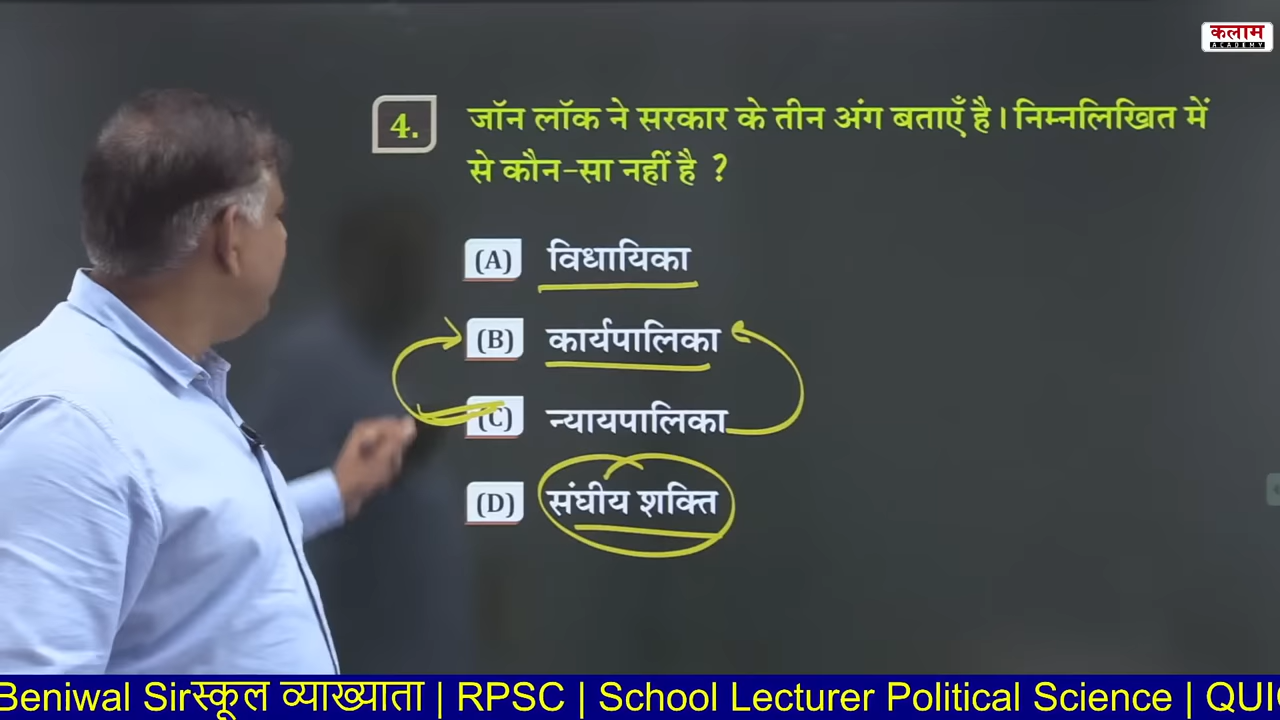 कलाम
ACADEMY
4. जॉन लॉक ने सरकार के तीन अंग बताएँ है। निम्नलिखित में
से कौन-सा नहीं है ?
(A) विधायिका
(B) कार्यपालिका
(C) न्यायपालिका
(D) संघीय शक्ति
Beniwal Sirस्कूल व्याख्याता | RPSC | School Lecturer Political Science | QUI